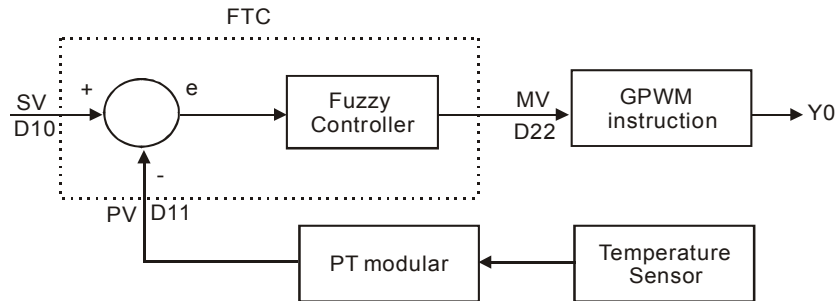 FTC
SV
D10
+
e
-
PV
D11
Fuzzy
Controller
MV
D22
GPWM
instruction
Y0
PT modular
Temperature
Sensor